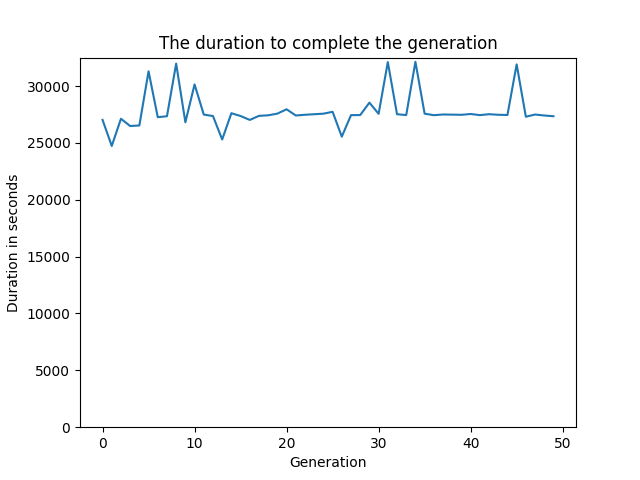 The duration to complete the generation
30000
25000
20000
15000
10000
5000
0
Duration in seconds
0 10 20 30 40 50
Generation